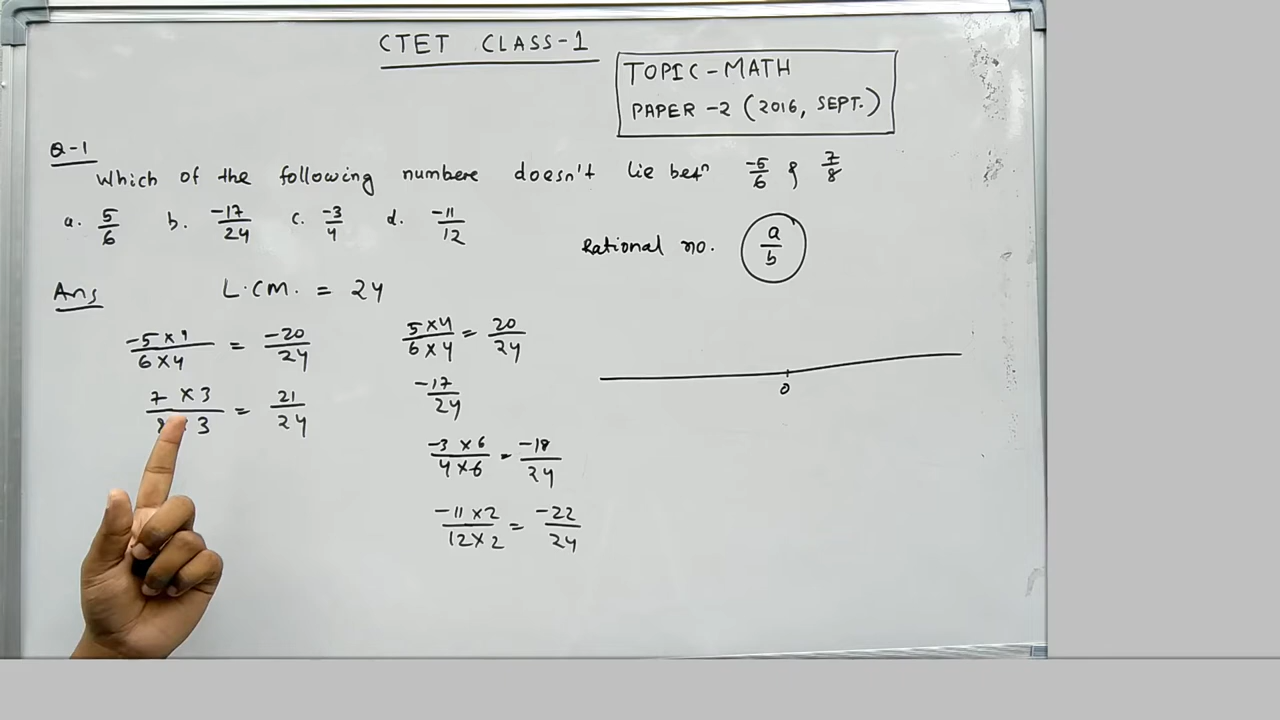 CTET CLASS-1
TOPIC-MATH
PAPER -2 (2016, SEPT.)
Q-1
Which of the following numbere doesn't lie betn -5/6 & 7/8
a. 5/6 b. -17/24 c. -3/4 d. -11/12
Rational no. a/b
Ans L.CM. = 24
-5 x 4 / 6 x 4 = -20/24
7 x 3 / 3 = 21/24
5 x 4 / 6 x 4 = 20/24
-17/24
-3 x 6 / 4 x 6 = -18/24
-11 x 2 / 12 x 2 = -22/24
0